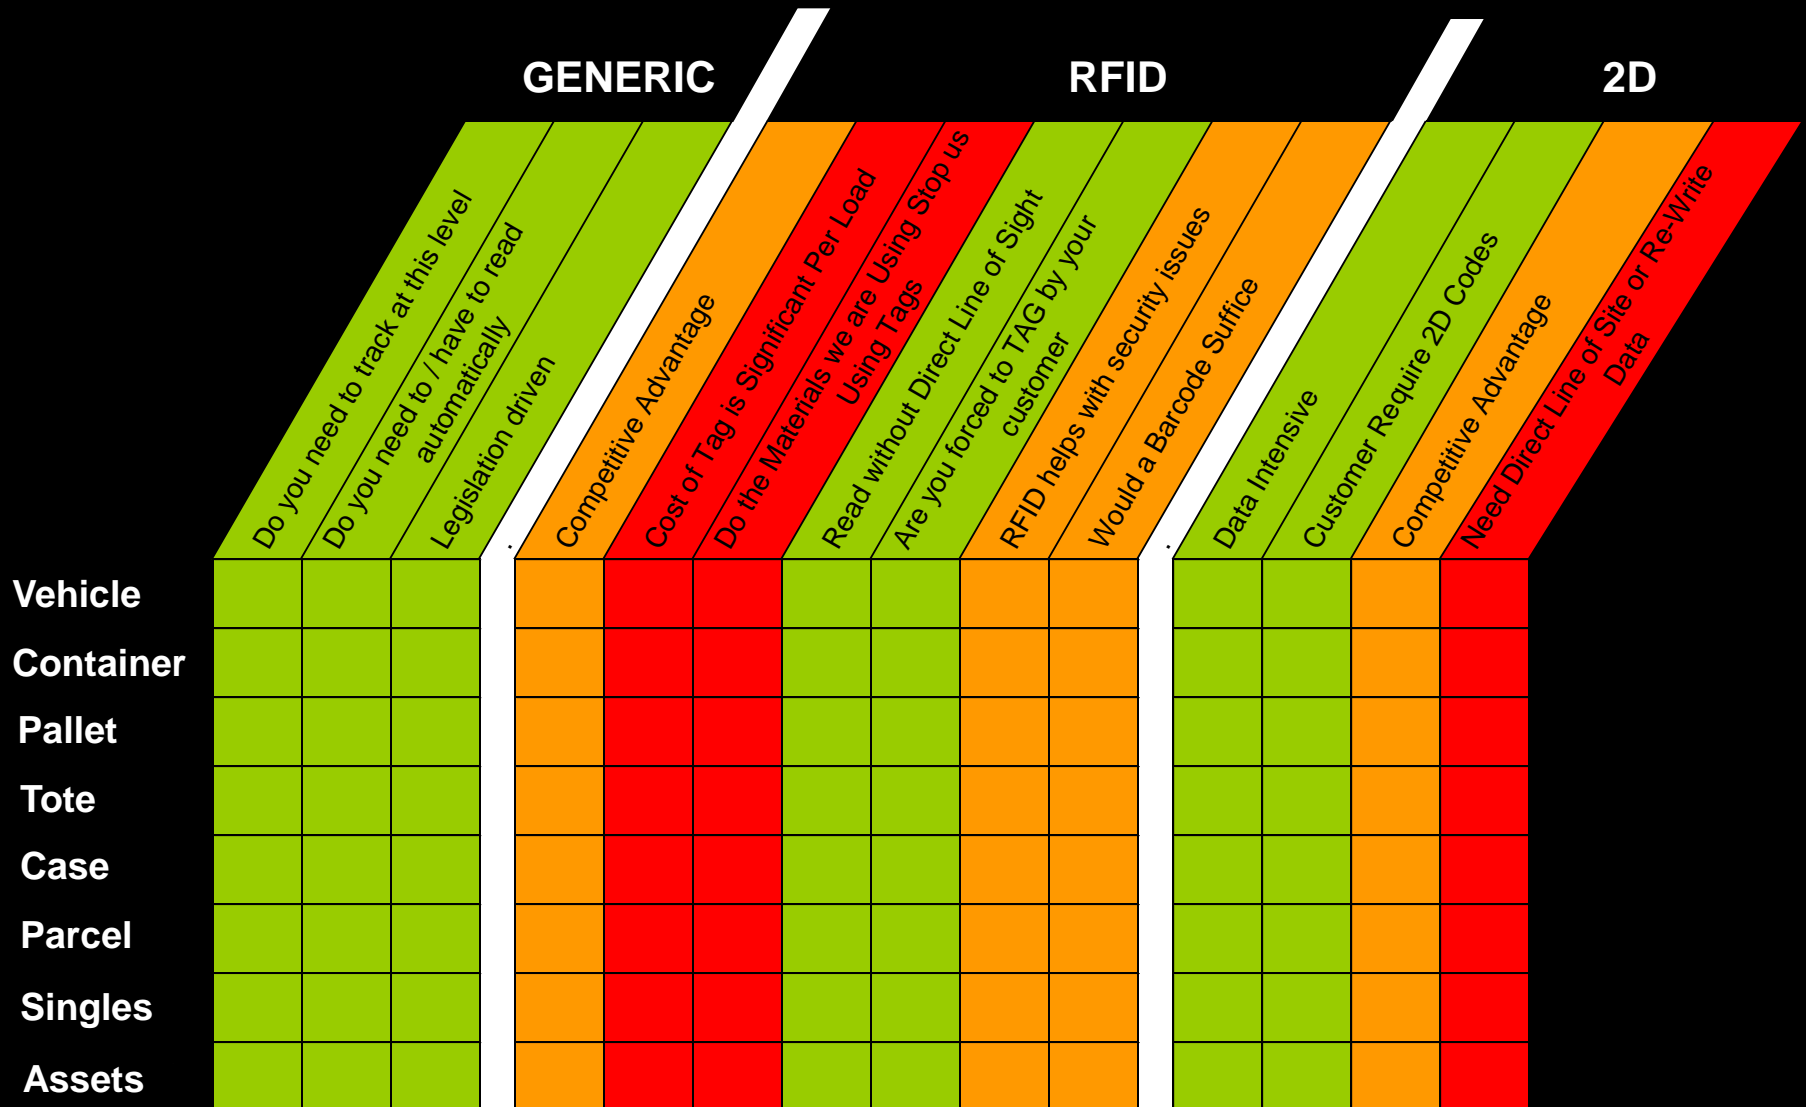 GENERIC
RFID
2D
Do you need to track at this level
Do you need to / have to read
automatically
Legislation driven
.
Competitive Advantage
Cost of Tag is Significant Per Load
Do the Materials we are Using Stop us
Using Tags
Read without Direct Line of Sight
Are you forced to TAG by your
customer
RFID helps with security issues
Would a Barcode Suffice
.
Data Intensive
Customer Require 2D Codes
Competitive Advantage
Need Direct Line of Site or Re-Write
Data
Vehicle
Container
Pallet
Tote
Case
Parcel
Singles
Assets